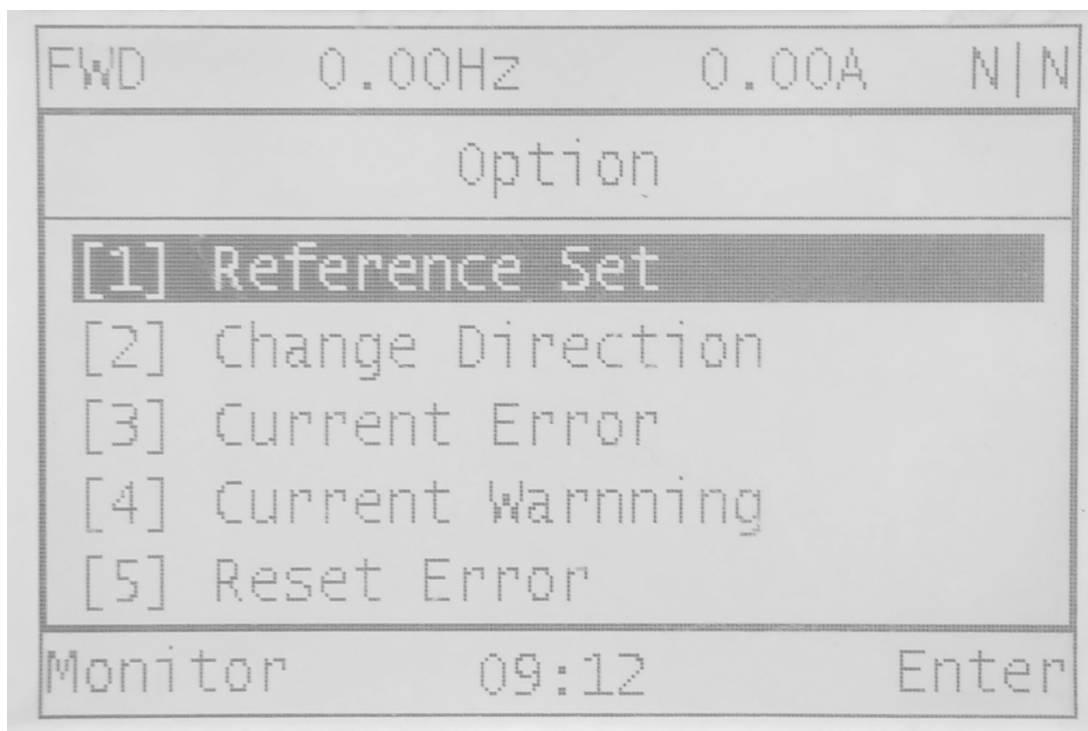 FWD 0.00Hz 0.00A N|N
Option
[1] Reference Set
[2] Change Direction
[3] Current Error
[4] Current Warnning
[5] Reset Error
Monitor 09:12 Enter